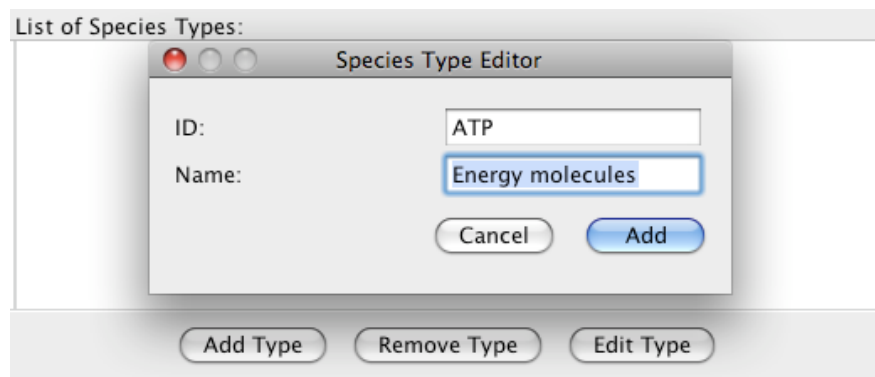 List of Species Types:
Species Type Editor
ID: ATP
Name: Energy molecules
Cancel Add
Add Type Remove Type Edit Type